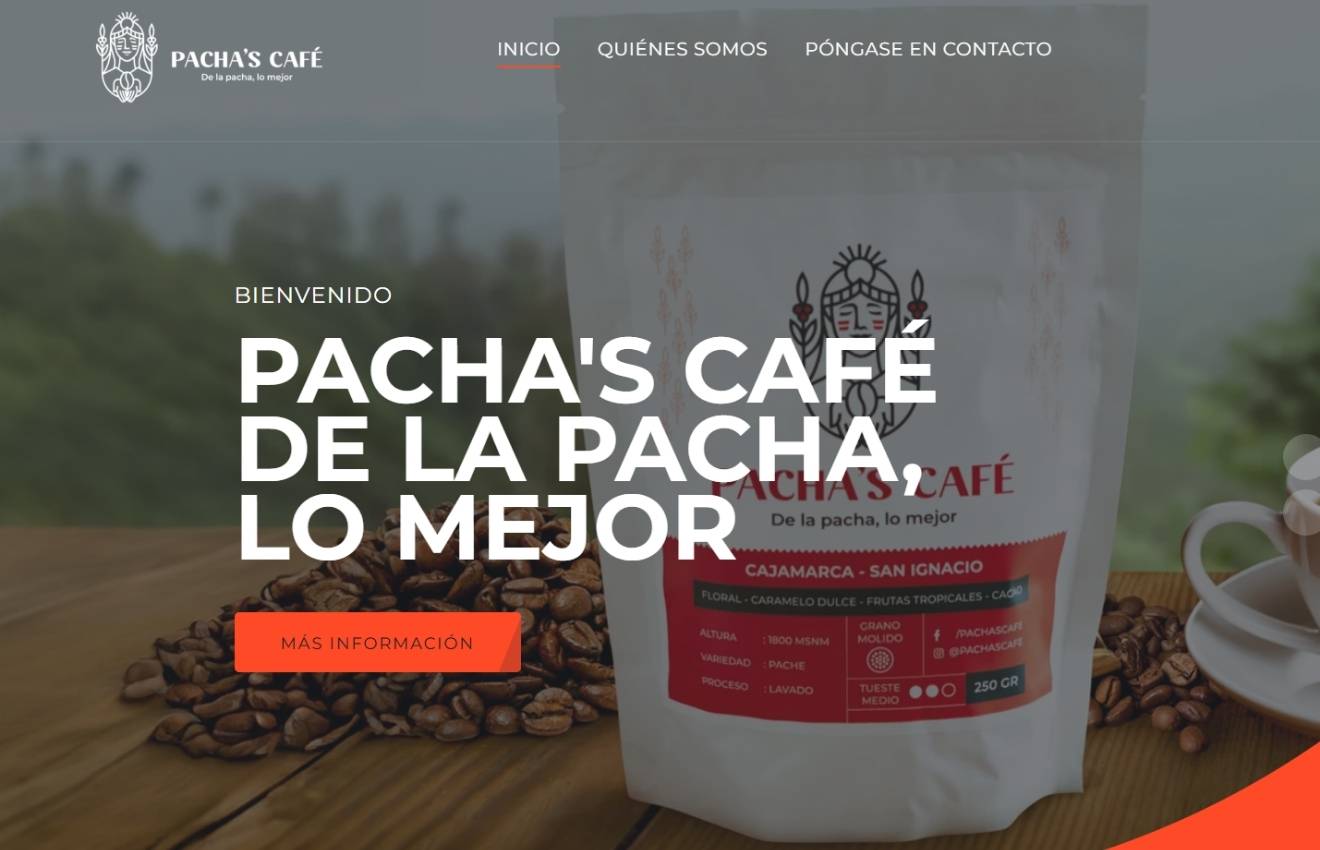 PACHA'S CAFÉ
De la pacha, lo mejor
INICIO
QUIÉNES SOMOS
PÓNGASE EN CONTACTO
BIENVENIDO
PACHA'S CAFÉ
DE LA PACHA,
LO MEJOR
MÁS INFORMACIÓN
PACHA'S CAFÉ
De la pacha, lo mejor
CAJAMARCA - SAN IGNACIO
FLORAL - CARAMELO DULCE - FRUTAS TROPICALES - CACAO
ALTURA : 1800 MSNM
VARIEDAD : PACHE
PROCESO : LAVADO
GRANO
MOLIDO
TUESTE
MEDIO
/PACHASCAFE
@PACHASCAFE
250 GR